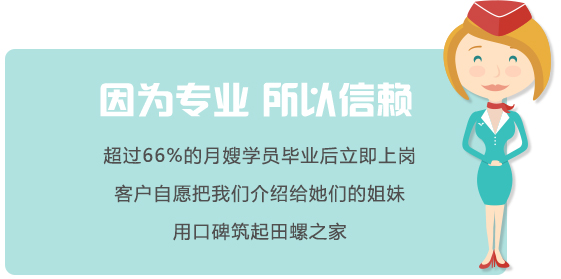 因为专业 所以信赖
超过66%的月嫂学员毕业后立即上岗
客户自愿把我们介绍给她们的姐妹
用口碑筑起田螺之家